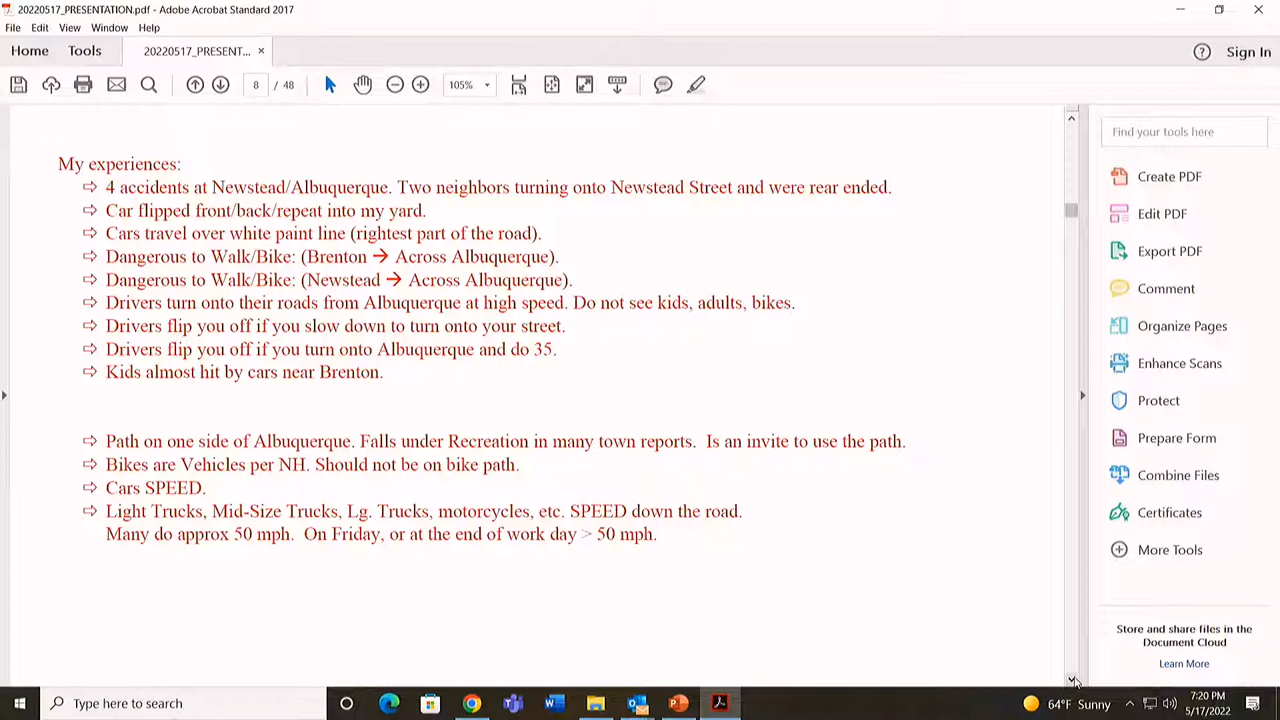 20220517_PRESENTATION.pdf - Adobe Acrobat Standard 2017
File Edit View Window Help
Home Tools 20220517_PRESENT... × Sign In
8 / 48 105%
Find your tools here
My experiences:
⇨ 4 accidents at Newstead/Albuquerque. Two neighbors turning onto Newstead Street and were rear ended.
⇨ Car flipped front/back/repeat into my yard.
⇨ Cars travel over white paint line (rightest part of the road).
⇨ Dangerous to Walk/Bike: (Brenton → Across Albuquerque).
⇨ Dangerous to Walk/Bike: (Newstead → Across Albuquerque).
⇨ Drivers turn onto their roads from Albuquerque at high speed. Do not see kids, adults, bikes.
⇨ Drivers flip you off if you slow down to turn onto your street.
⇨ Drivers flip you off if you turn onto Albuquerque and do 35.
⇨ Kids almost hit by cars near Brenton.
⇨ Path on one side of Albuquerque. Falls under Recreation in many town reports. Is an invite to use the path.
⇨ Bikes are Vehicles per NH. Should not be on bike path.
⇨ Cars SPEED.
⇨ Light Trucks, Mid-Size Trucks, Lg. Trucks, motorcycles, etc. SPEED down the road.
Many do approx 50 mph. On Friday, or at the end of work day > 50 mph.
Create PDF
Edit PDF
Export PDF
Comment
Organize Pages
Enhance Scans
Protect
Prepare Form
Combine Files
Certificates
More Tools
Store and share files in the
Document Cloud
Learn More
Type here to search
64°F Sunny
7:20 PM
5/17/2022